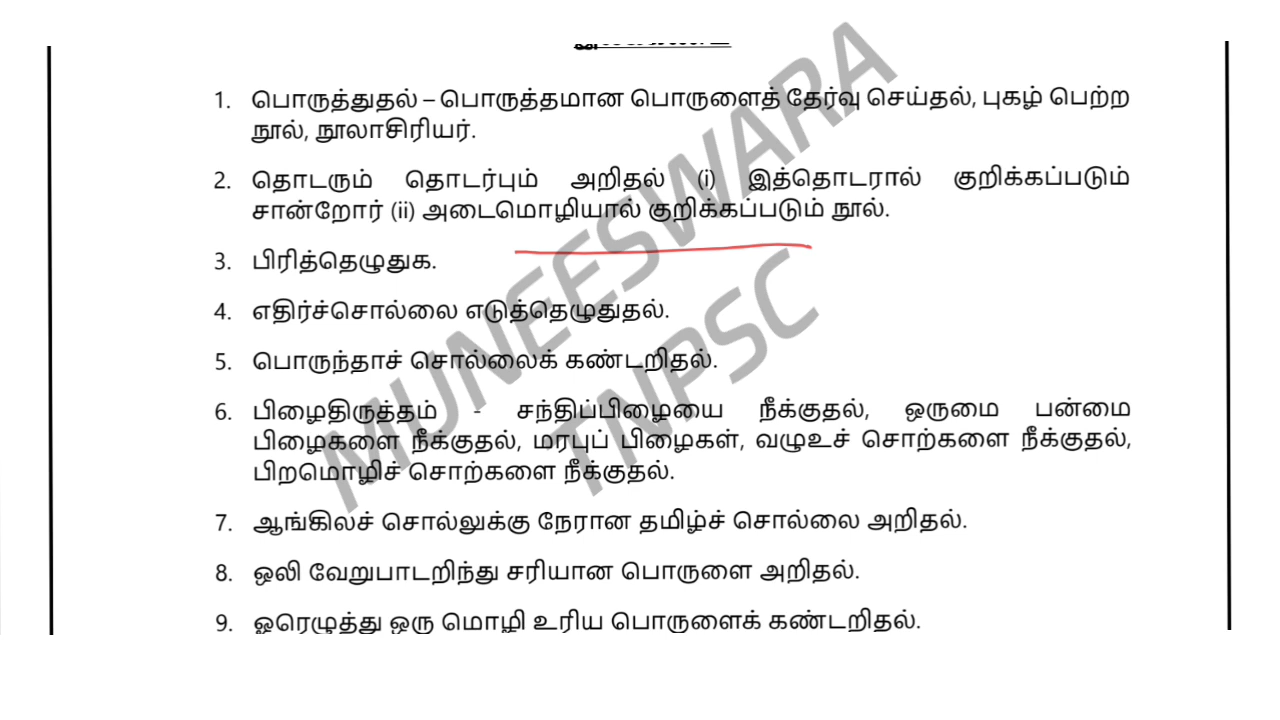 1. பொருத்துதல் – பொருத்தமான பொருளைத் தேர்வு செய்தல், புகழ் பெற்ற
நூல், நூலாசிரியர்.
2. தொடரும் தொடர்பும் அறிதல் (i) இத்தொடரால் குறிக்கப்படும்
சான்றோர் (ii) அடைமொழியால் குறிக்கப்படும் நூல்.
3. பிரித்தெழுதுக.
4. எதிர்ச்சொல்லை எடுத்தெழுதுதல்.
5. பொருந்தாச் சொல்லைக் கண்டறிதல்.
6. பிழைதிருத்தம் - சந்திப்பிழையை நீக்குதல், ஒருமை பன்மை
பிழைகளை நீக்குதல், மரபுப் பிழைகள், வழுஉச் சொற்களை நீக்குதல்,
பிறமொழிச் சொற்களை நீக்குதல்.
7. ஆங்கிலச் சொல்லுக்கு நேரான தமிழ்ச் சொல்லை அறிதல்.
8. ஒலி வேறுபாடறிந்து சரியான பொருளை அறிதல்.
9. ஓரெழுத்து ஒரு மொழி உரிய பொருளைக் கண்டறிதல்.
MUNEESWARA
TNPSC